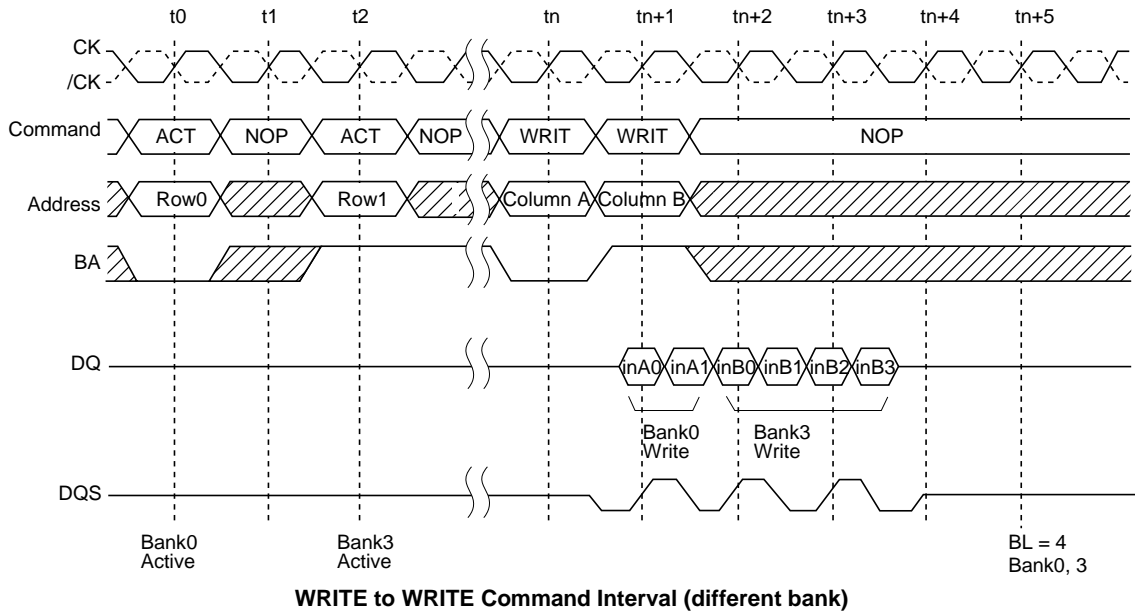 t0 t1 t2 tn tn+1 tn+2 tn+3 tn+4 tn+5
CK
/CK
Command ACT NOP ACT NOP WRIT WRIT NOP
Address Row0 Row1 Column A Column B
BA
DQ inA0 inA1 inB0 inB1 inB2 inB3
Bank0 Bank3
Write Write
DQS
Bank0 Bank3 BL = 4
Active Active Bank0, 3
WRITE to WRITE Command Interval (different bank)